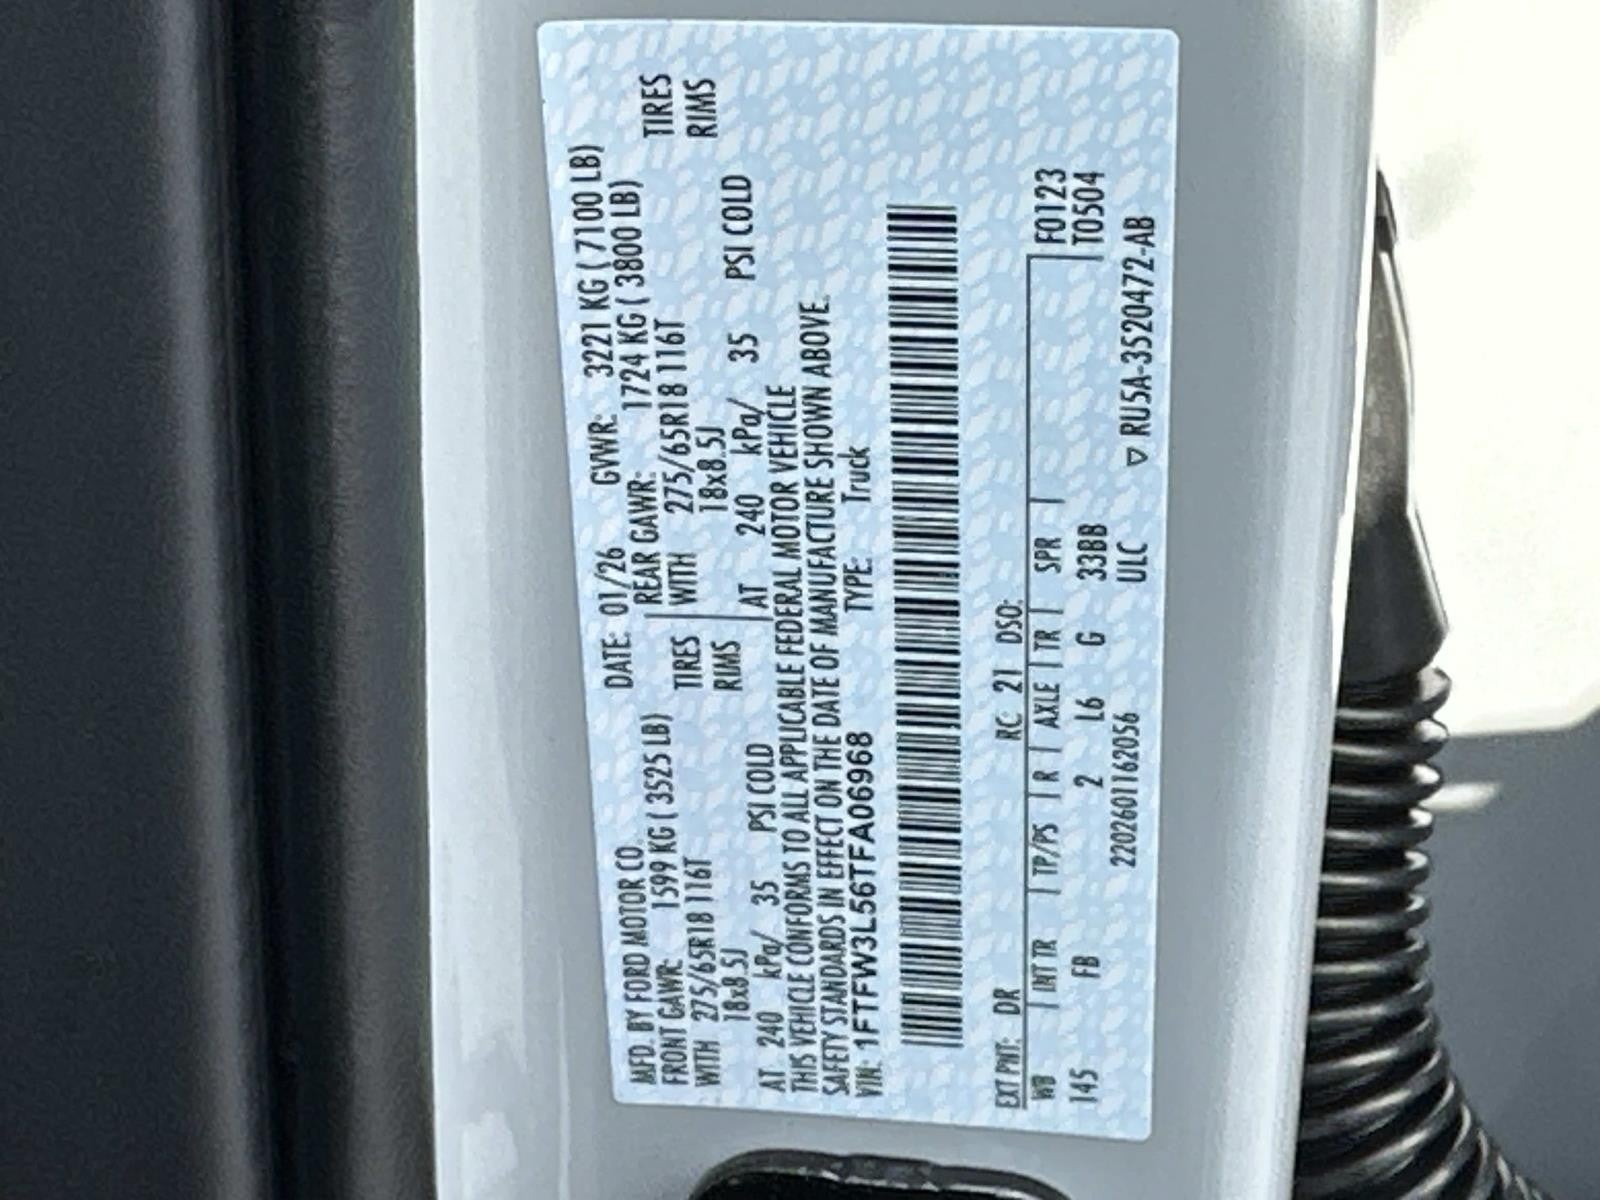 MFD. BY FORD MOTOR CO. DATE: 01/26 GVWR: 3221 KG ( 7100 LB)
FRONT GAWR: 1599 KG ( 3525 LB) REAR GAWR: 1724 KG ( 3800 LB)
WITH 275/65R18 116T TIRES WITH 275/65R18 116T TIRES
18x8.5J RIMS 18x8.5J RIMS
AT 240 kPa/ 35 PSI COLD AT 240 kPa/ 35 PSI COLD
THIS VEHICLE CONFORMS TO ALL APPLICABLE FEDERAL MOTOR VEHICLE
SAFETY STANDARDS IN EFFECT ON THE DATE OF MANUFACTURE SHOWN ABOVE.
VIN: 1FTFW3L56TFA06968 TYPE: Truck
EXT PNT: DR RC: 21 DSO: F0123
WB | INT TR | TP/PS | R | AXLE | TR | SPR | T0504
145 FB 2 L6 G 33BB
2202601162056 ULC ▽ RU5A-3520472-AB